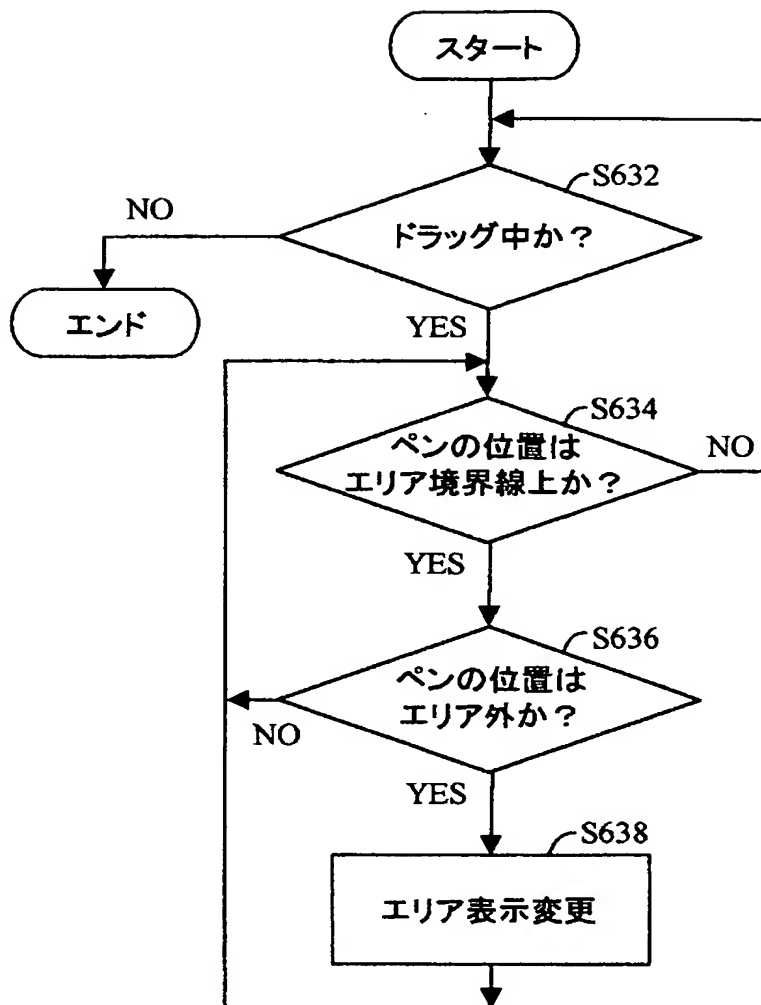 スタート
S632
NO
ドラッグ中か？
エンド
YES
S634
ペンの位置は
エリア境界線上か？
NO
YES
S636
ペンの位置は
エリア外か？
NO
YES
S638
エリア表示変更